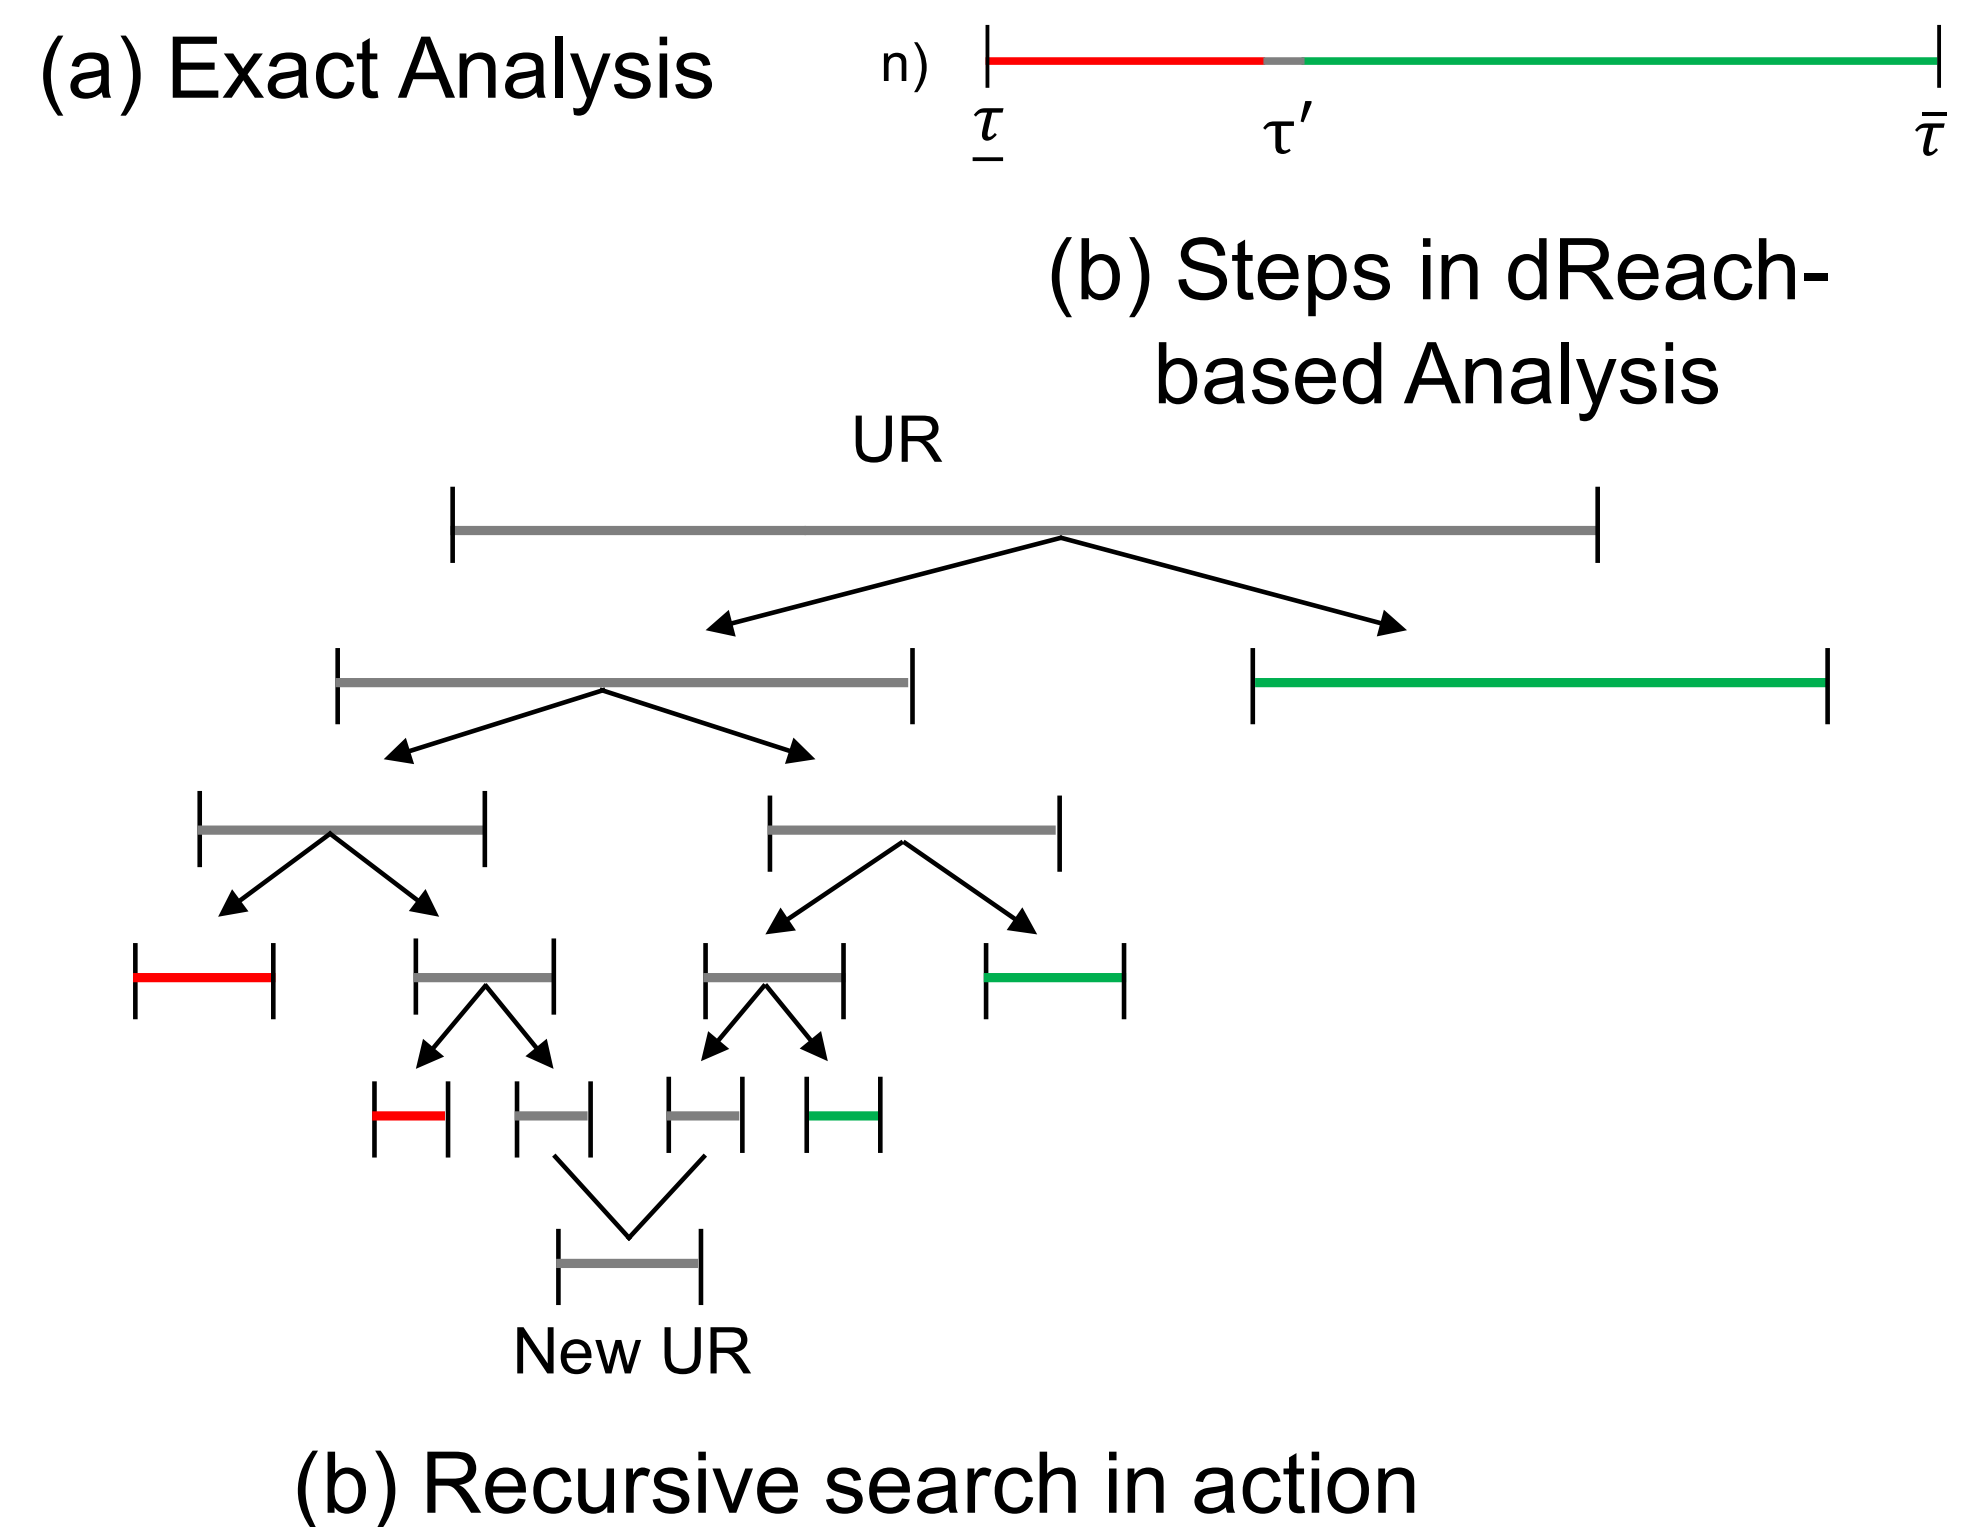 (a) Exact Analysis
n)
τ τ′ τ̄
(b) Steps in dReach-
based Analysis
UR
New UR
(b) Recursive search in action